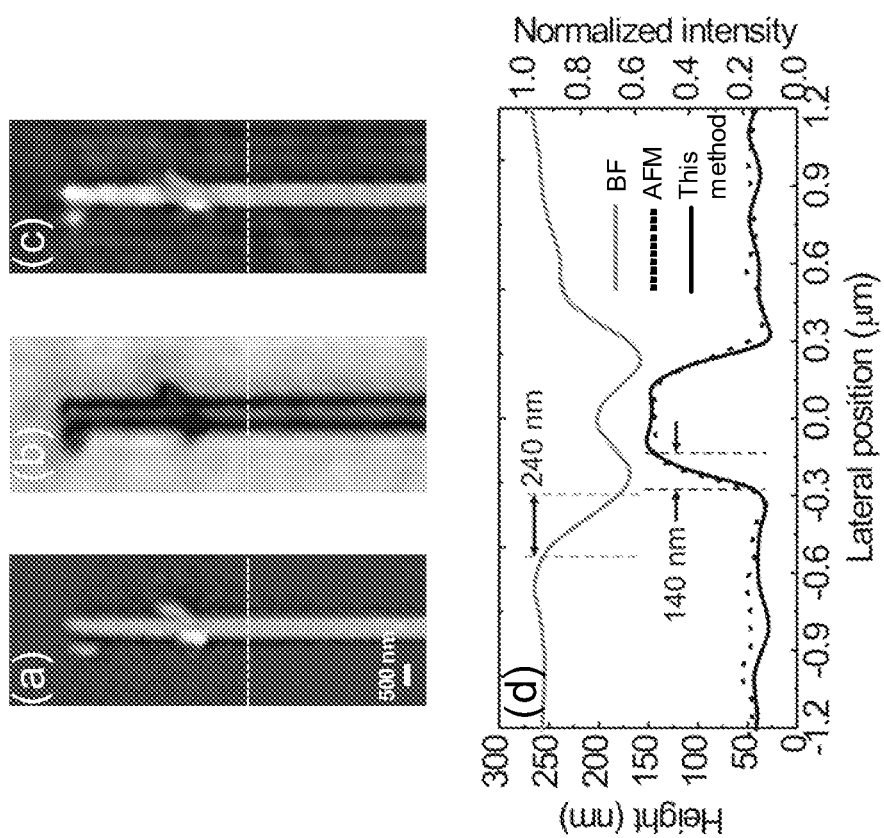 (a)
500 nm
(b)
(c)
(d)
Height (nm)
300
250
200
150
100
50
0
Normalized intensity
1.0
0.8
0.6
0.4
0.2
0.0
240 nm
140 nm
BF
AFM
This
method
-1.2 -0.9 -0.6 -0.3 0.0 0.3 0.6 0.9 1.2
Lateral position (μm)